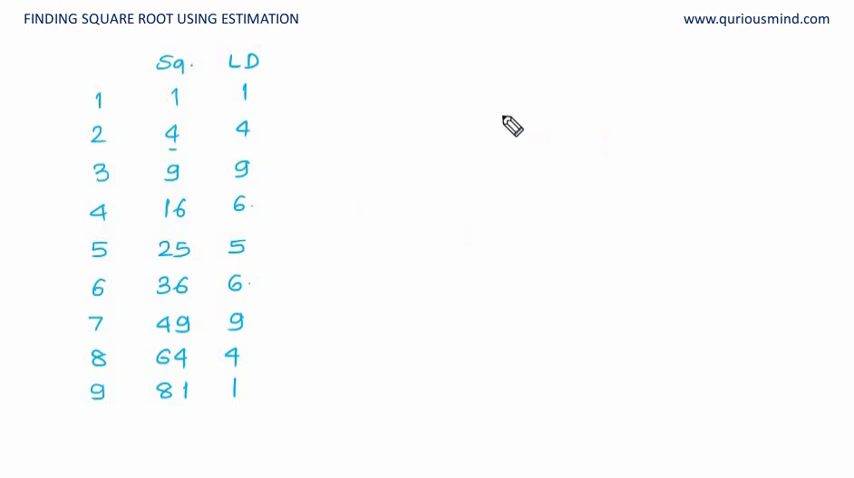 FINDING SQUARE ROOT USING ESTIMATION www.quriousmind.com
Sq. LD
1 1 1
2 4 4
3 9 9
4 16 6.
5 25 5
6 36 6.
7 49 9
8 64 4
9 81 1